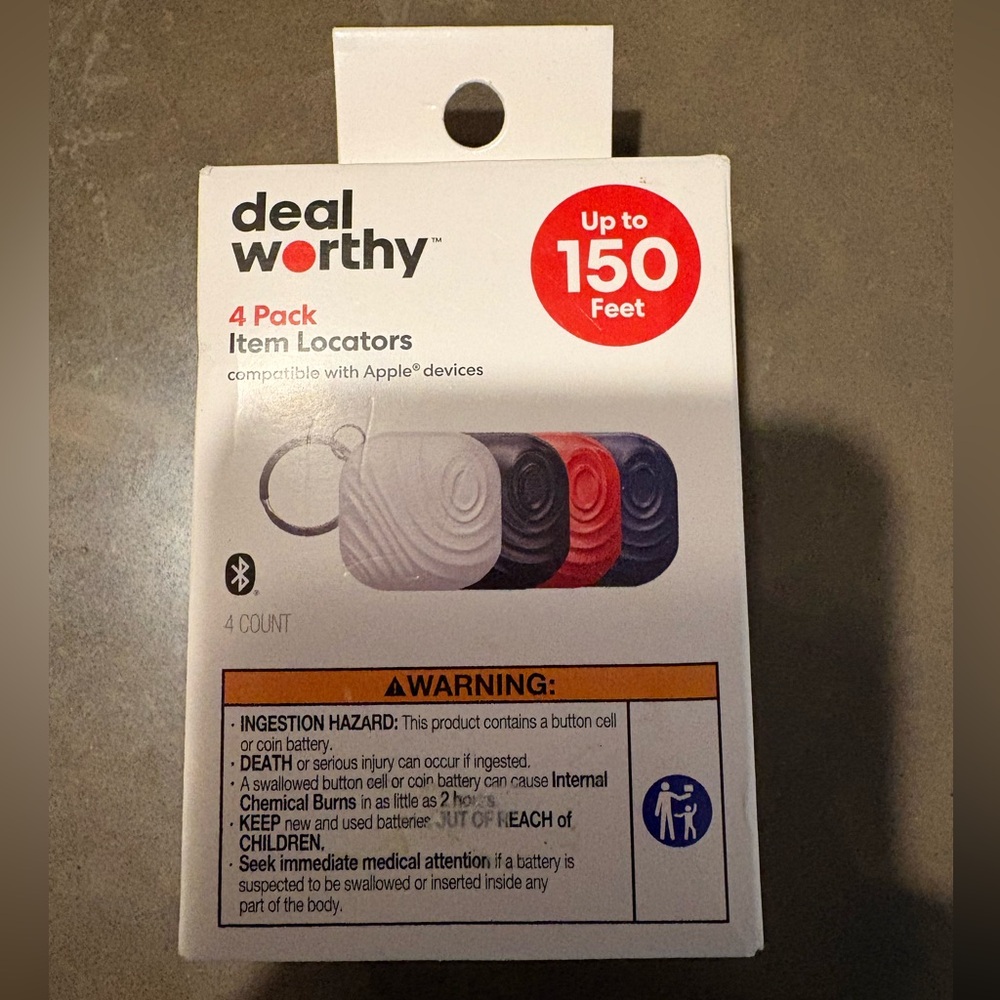 deal
worthy™
Up to
150
Feet
4 Pack
Item Locators
compatible with Apple® devices
4 COUNT
⚠WARNING:
· INGESTION HAZARD: This product contains a button cell
or coin battery.
· DEATH or serious injury can occur if ingested.
· A swallowed button cell or coin battery can cause Internal
Chemical Burns in as little as 2 hours.
· KEEP new and used batteries OUT OF REACH of
CHILDREN.
· Seek immediate medical attention if a battery is
suspected to be swallowed or inserted inside any
part of the body.